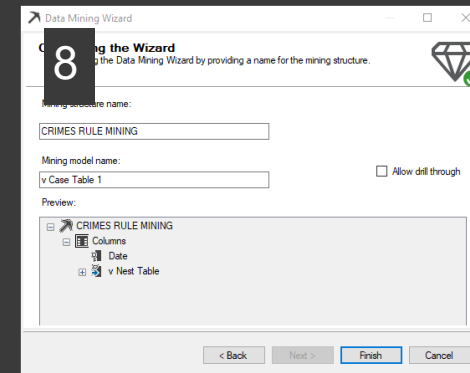 Data Mining Wizard
8
ng the Wizard
g the Data Mining Wizard by providing a name for the mining structure.
Mining structure name:
CRIMES RULE MINING
Mining model name:
v Case Table 1
Allow drill through
Preview:
CRIMES RULE MINING
Columns
Date
v Nest Table
< Back Next > Finish Cancel